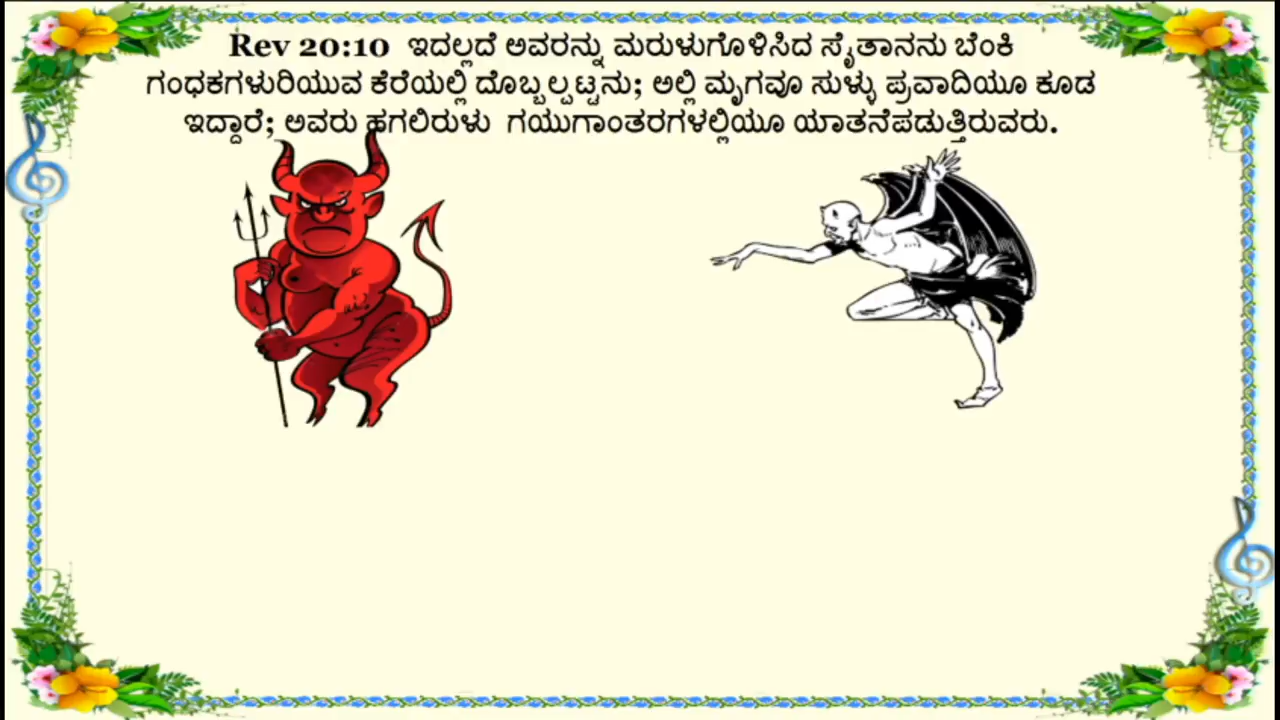 Rev 20:10 ಇದಲ್ಲದೆ ಅವರನ್ನು ಮರುಳುಗೊಳಿಸಿದ ಸೈತಾನನು ಬೆಂಕಿ
ಗಂಧಕಗಳುರಿಯುವ ಕೆರೆಯಲ್ಲಿ ದೊಬ್ಬಲ್ಪಟ್ಟನು; ಅಲ್ಲಿ ಮೃಗವೂ ಸುಳ್ಳು ಪ್ರವಾದಿಯೂ ಕೂಡ
ಇದ್ದಾರೆ; ಅವರು ಹಗಲಿರುಳು ಗಯುಗಾಂತರಗಳಲ್ಲಿಯೂ ಯಾತನೆಪಡುತ್ತಿರುವರು.